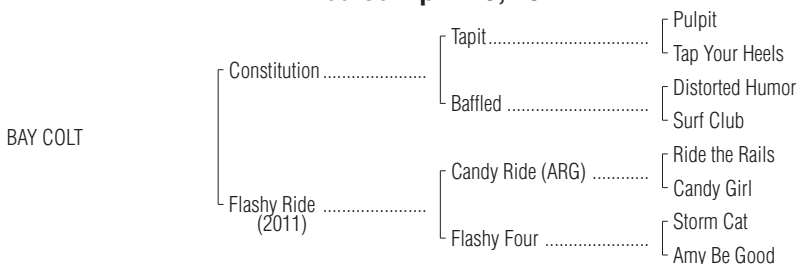 Tapit
Pulpit
Tap Your Heels
Constitution
Baffled
Distorted Humor
Surf Club
BAY COLT
Candy Ride (ARG)
Ride the Rails
Candy Girl
Flashy Ride
(2011)
Flashy Four
Storm Cat
Amy Be Good